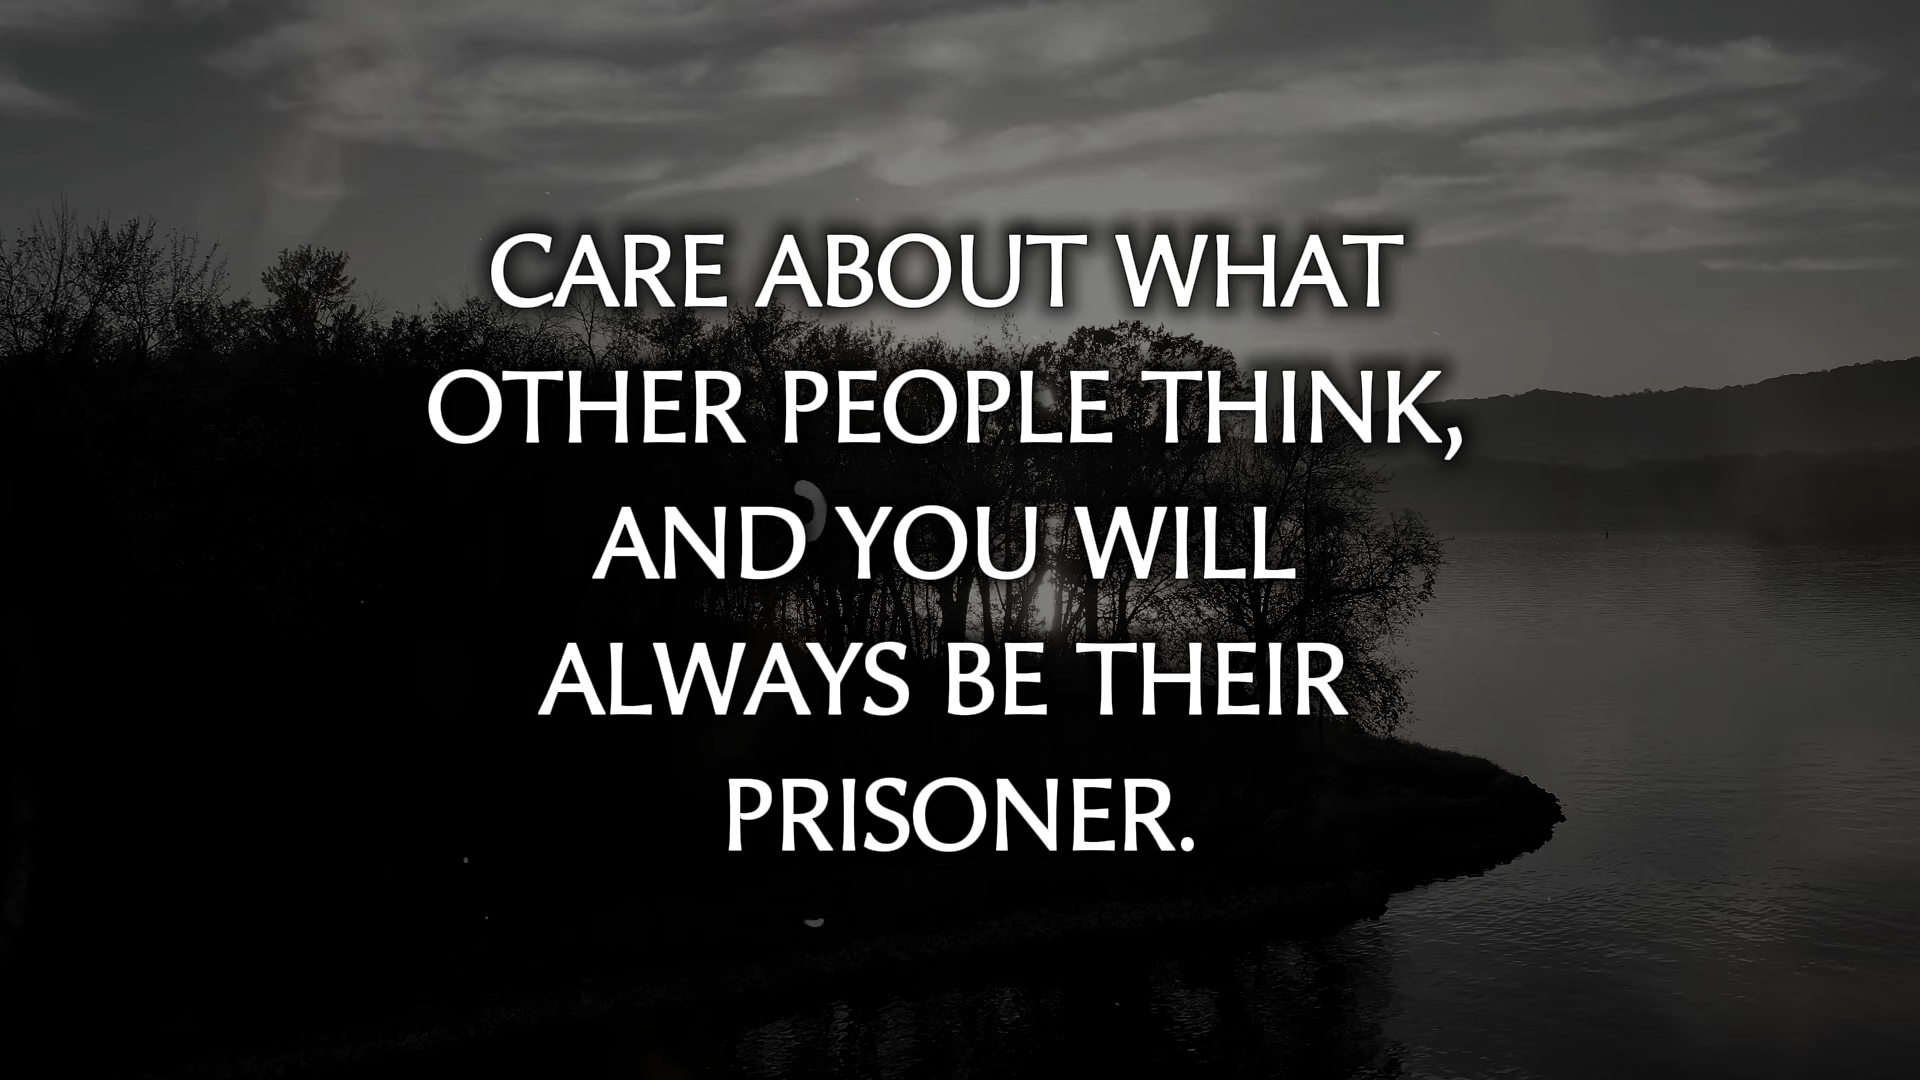 CARE ABOUT WHAT
OTHER PEOPLE THINK,
AND YOU WILL
ALWAYS BE THEIR
PRISONER.